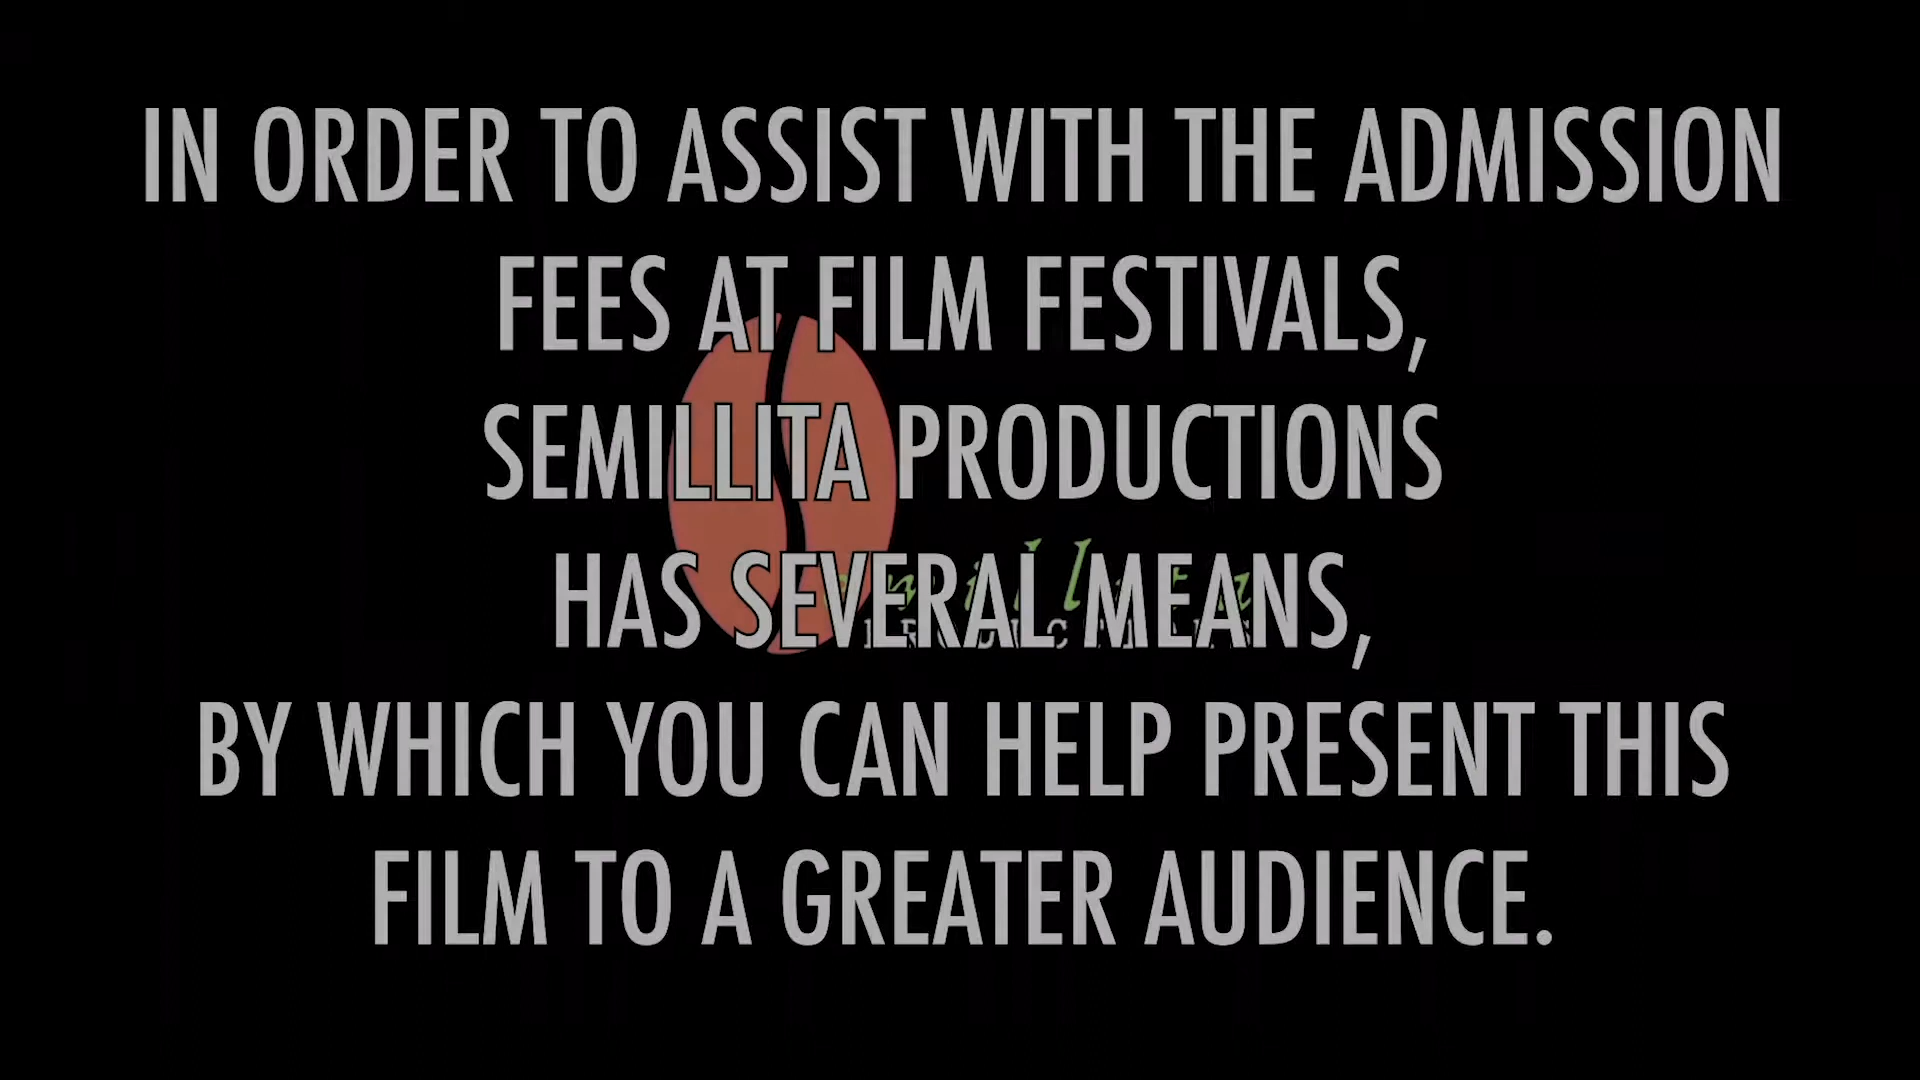 IN ORDER TO ASSIST WITH THE ADMISSION
FEES AT FILM FESTIVALS,
SEMILLITA PRODUCTIONS
HAS SEVERAL MEANS,
BY WHICH YOU CAN HELP PRESENT THIS
FILM TO A GREATER AUDIENCE.